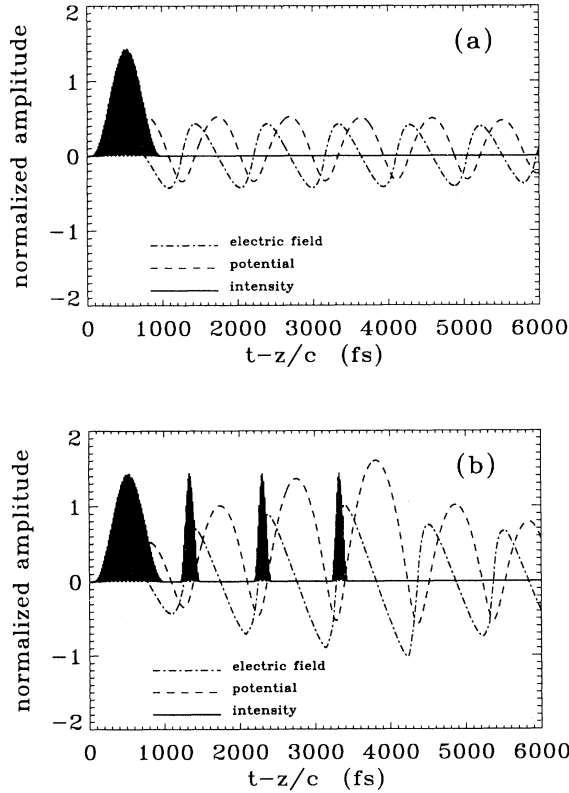 (a)
2
1
0
-1
-2
normalized amplitude
electric field
potential
intensity
0 1000 2000 3000 4000 5000 6000
t-z/c (fs)
(b)
2
1
0
-1
-2
normalized amplitude
electric field
potential
intensity
0 1000 2000 3000 4000 5000 6000
t-z/c (fs)